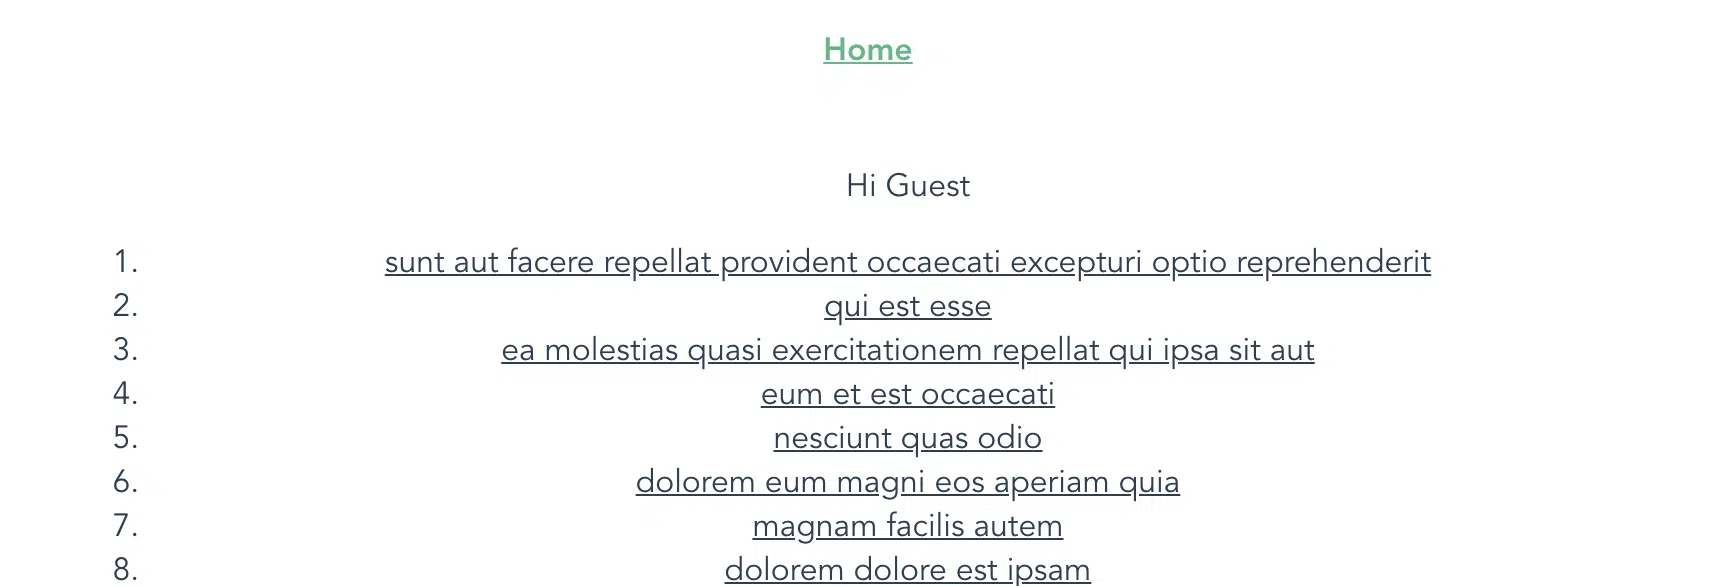 Home
Hi Guest
1. sunt aut facere repellat provident occaecati excepturi optio reprehenderit
2. qui est esse
3. ea molestias quasi exercitationem repellat qui ipsa sit aut
4. eum et est occaecati
5. nesciunt quas odio
6. dolorem eum magni eos aperiam quia
7. magnam facilis autem
8. dolorem dolore est ipsam